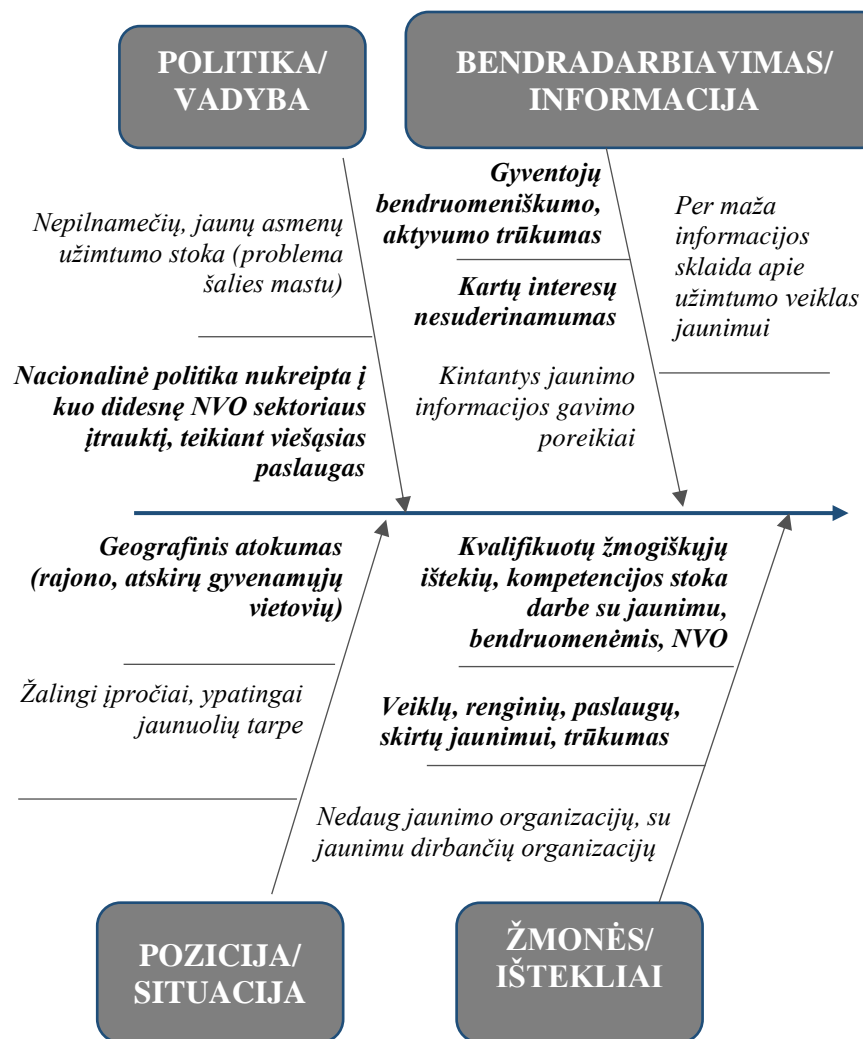 POLITIKA/
VADYBA
BENDRADARBIAVIMAS/
INFORMACIJA
Nepilnamečių, jaunų asmenų
užimtumo stoka (problema
šalies mastu)
Nacionalinė politika nukreipta į
kuo didesnę NVO sektoriaus
įtrauktį, teikiant viešąsias
paslaugas
Gyventojų
bendruomeniškumo,
aktyvumo trūkumas
Kartų interesų
nesuderinamumas
Kintantys jaunimo
informacijos gavimo
poreikiai
Per maža
informacijos
sklaida apie
užimtumo veiklas
jaunimui
Geografinis atokumas
(rajono, atskirų gyvenamųjų
vietovių)
Žalingi įpročiai, ypatingai
jaunuolių tarpe
Kvalifikuotų žmogiškųjų
ištekių, kompetencijos stoka
darbe su jaunimu,
bendruomenėmis, NVO
Veiklų, renginių, paslaugų,
skirtų jaunimui, trūkumas
Nedaug jaunimo organizacijų, su
jaunimu dirbančių organizacijų
POZICIJA/
SITUACIJA
ŽMONĖS/
IŠTEKLIAI